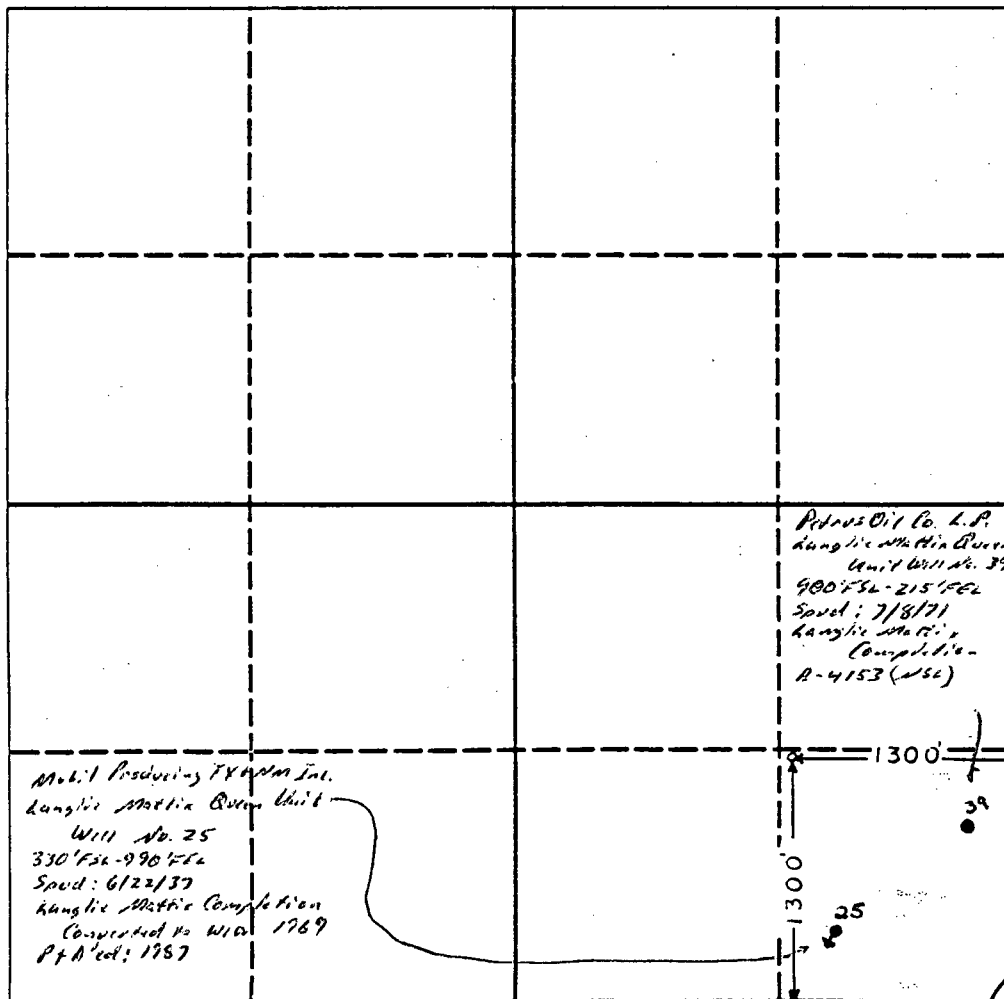 Petrus Oil Co. L.P.
Langlie Mattix Queen
Unit Well No. 39
900'FSL-215'FEL
Spud: 7/8/71
Langlie Mattix
Completion
R-4153 (NSL)
1300'
39
Mobil Producing TX & NM Inc.
Langlie Mattix Queen Unit
Well No. 25
330'FSL-990'FEL
Spud: 6/22/37
Langlie Mattix Completion
Converted to WIW 1969
P&A'ed: 1987
1300'
25